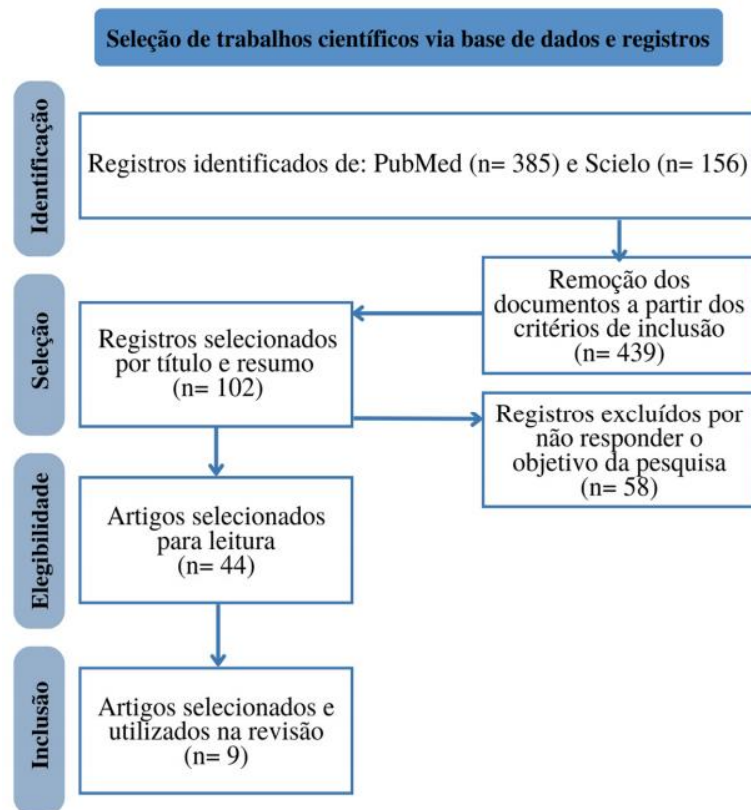 Seleção de trabalhos científicos via base de dados e registros
Identificação
Registros identificados de: PubMed (n= 385) e Scielo (n= 156)
Seleção
Remoção dos
documentos a partir dos
critérios de inclusão
(n= 439)
Registros selecionados
por título e resumo
(n= 102)
Registros excluídos por
não responder o
objetivo da pesquisa
(n= 58)
Elegibilidade
Artigos selecionados
para leitura
(n= 44)
Inclusão
Artigos selecionados e
utilizados na revisão
(n= 9)